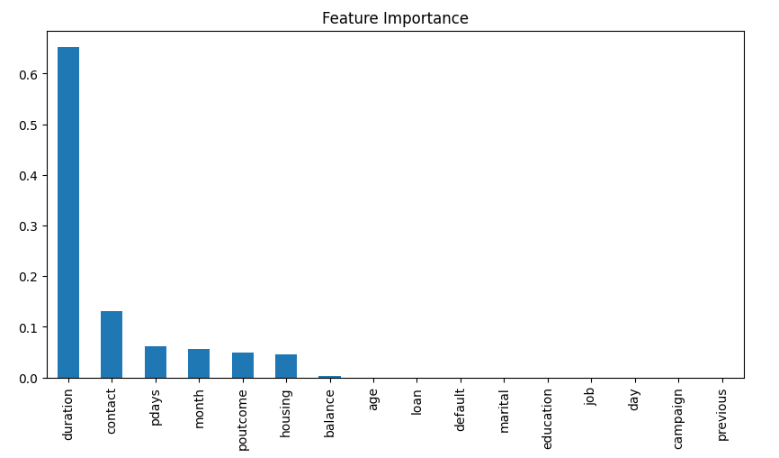 Feature Importance
0.6
0.5
0.4
0.3
0.2
0.1
0.0
duration
contact
pdays
month
poutcome
housing
balance
age
loan
default
marital
education
job
day
campaign
previous